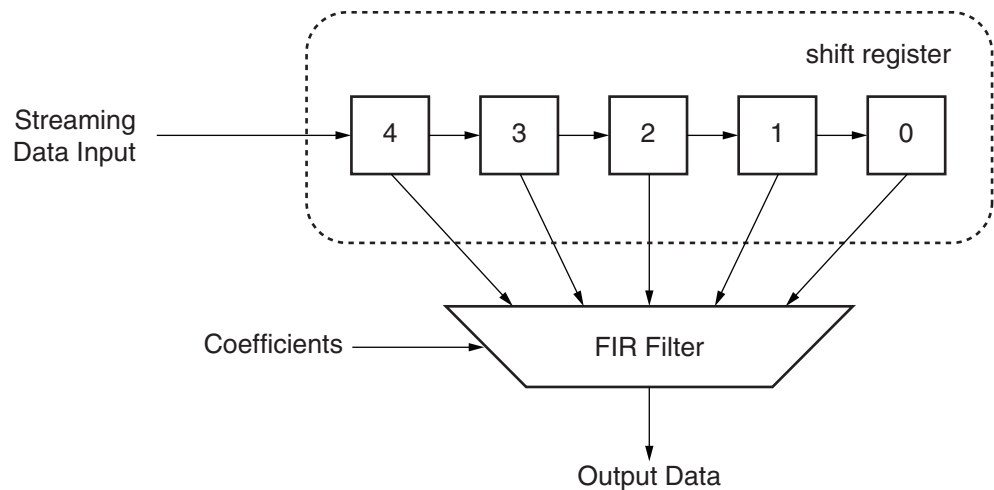 shift register
Streaming
Data Input
4 3 2 1 0
Coefficients
FIR Filter
Output Data